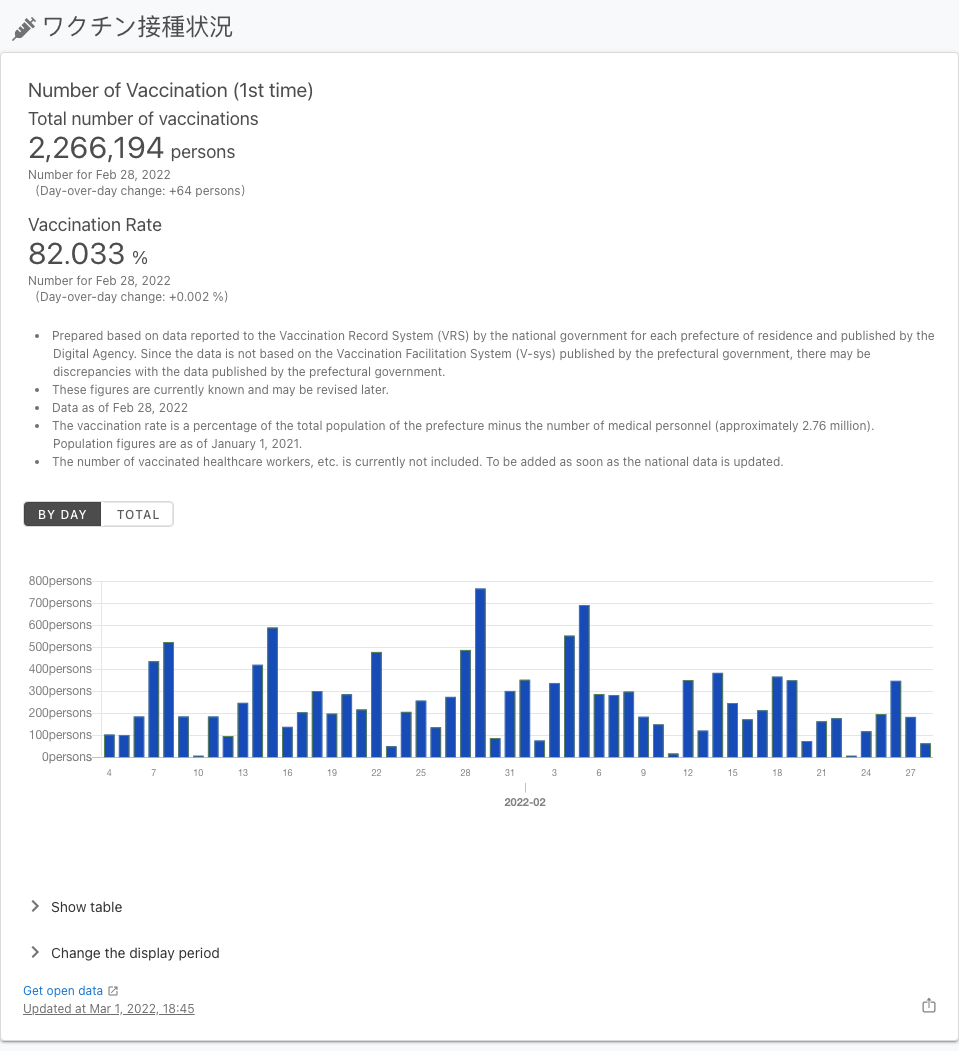 ワクチン接種状況
Number of Vaccination (1st time)
Total number of vaccinations
2,266,194 persons
Number for Feb 28, 2022
(Day-over-day change: +64 persons)
Vaccination Rate
82.033 %
Number for Feb 28, 2022
(Day-over-day change: +0.002 %)
• Prepared based on data reported to the Vaccination Record System (VRS) by the national government for each prefecture of residence and published by the
Digital Agency. Since the data is not based on the Vaccination Facilitation System (V-sys) published by the prefectural government, there may be
discrepancies with the data published by the prefectural government.
• These figures are currently known and may be revised later.
• Data as of Feb 28, 2022
• The vaccination rate is a percentage of the total population of the prefecture minus the number of medical personnel (approximately 2.76 million).
Population figures are as of January 1, 2021.
• The number of vaccinated healthcare workers, etc. is currently not included. To be added as soon as the national data is updated.
BY DAY TOTAL
800persons
700persons
600persons
500persons
400persons
300persons
200persons
100persons
0persons
4 7 10 13 16 19 22 25 28 31 3 6 9 12 15 18 21 24 27
2022-02
Show table
Change the display period
Get open data
Updated at Mar 1, 2022, 18:45